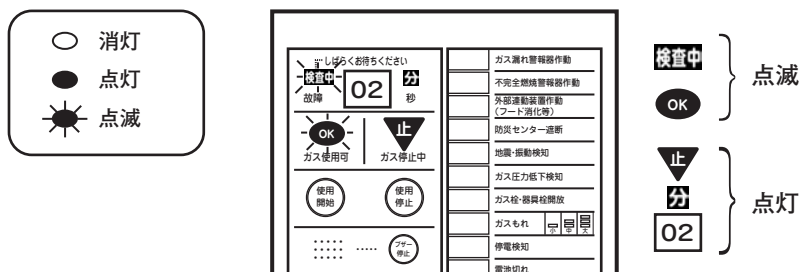 消灯
点灯
点滅
しばらくお待ちください
検査中
故障
02
分
秒
OK
ガス使用可
止
ガス停止中
使用
開始
使用
停止
ブザー
停止
ガス漏れ警報器作動
不完全燃焼警報器作動
外部連動装置作動
(フード消化等)
防災センター遮断
地震・振動検知
ガス圧力低下検知
ガス栓・器具栓開放
ガスもれ
小 中 大
停電検知
電池切れ
検査中
OK
点滅
止
分
02
点灯